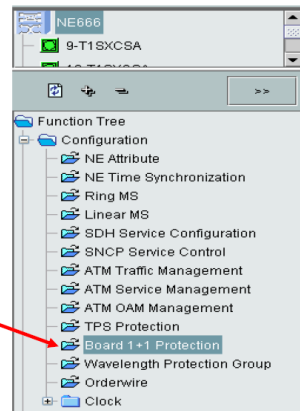 NE666
9-T1SXCSA
>>
Function Tree
Configuration
NE Attribute
NE Time Synchronization
Ring MS
Linear MS
SDH Service Configuration
SNCP Service Control
ATM Traffic Management
ATM Service Management
ATM OAM Management
TPS Protection
Board 1+1 Protection
Wavelength Protection Group
Orderwire
Clock